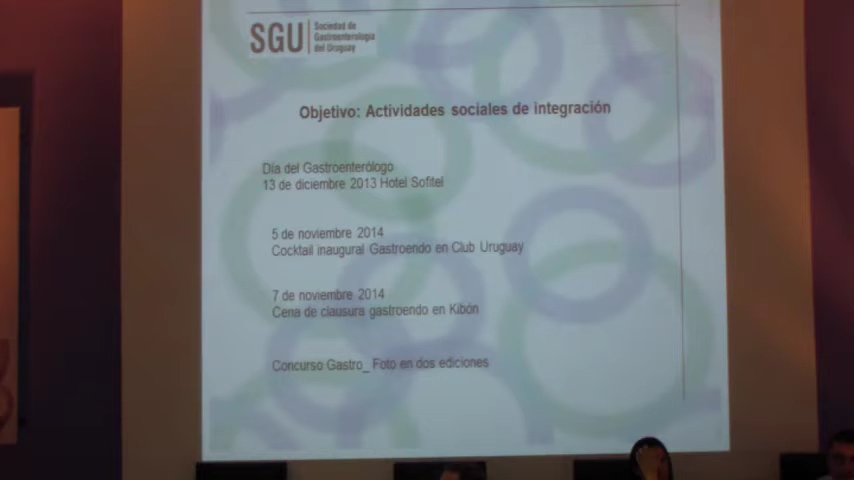 SGU
Sociedad de
Gastroenterología
del Uruguay
Objetivo: Actividades sociales de integración
Día del Gastroenterólogo
13 de diciembre 2013 Hotel Sofitel
5 de noviembre 2014
Cocktail inaugural Gastroendo en Club Uruguay
7 de noviembre 2014
Cena de clausura gastroendo en Kibón
Concurso Gastro_ Foto en dos ediciones